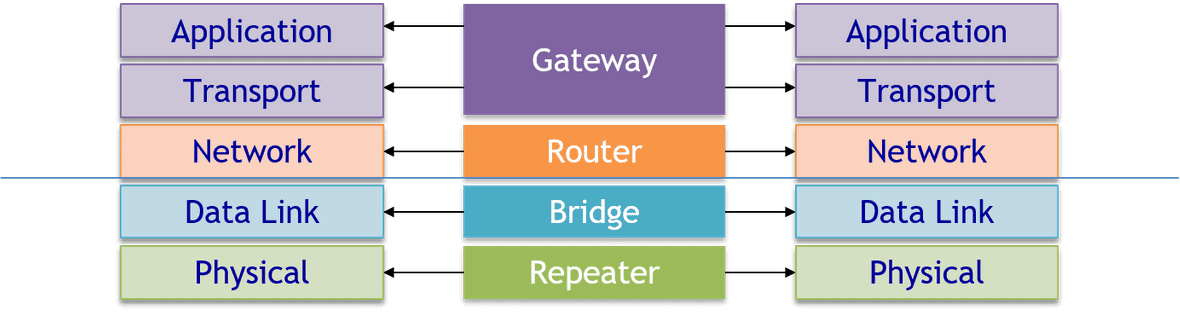 Application
Gateway
Application
Transport
Transport
Network
Router
Network
Data Link
Bridge
Data Link
Physical
Repeater
Physical